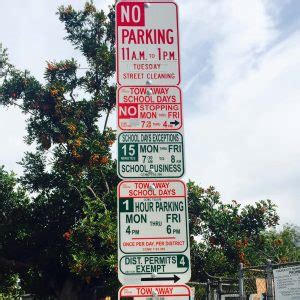 NO
PARKING
11 A.M. TO 1 P.M.
TUESDAY
STREET CLEANING
TOW-AWAY
SCHOOL DAYS
NO STOPPING
MON THRU FRI
SCHOOL DAYS EXCEPTIONS
15 MON THRU FRI
MINUTES
SCHOOL BUSINESS
TOW-AWAY
SCHOOL DAYS
1 HOUR PARKING
MON THRU FRI
4 PM 6 PM
ONCE PER DAY, PER DISTRICT
DIST. PERMITS
EXEMPT 4
TOW-AWAY